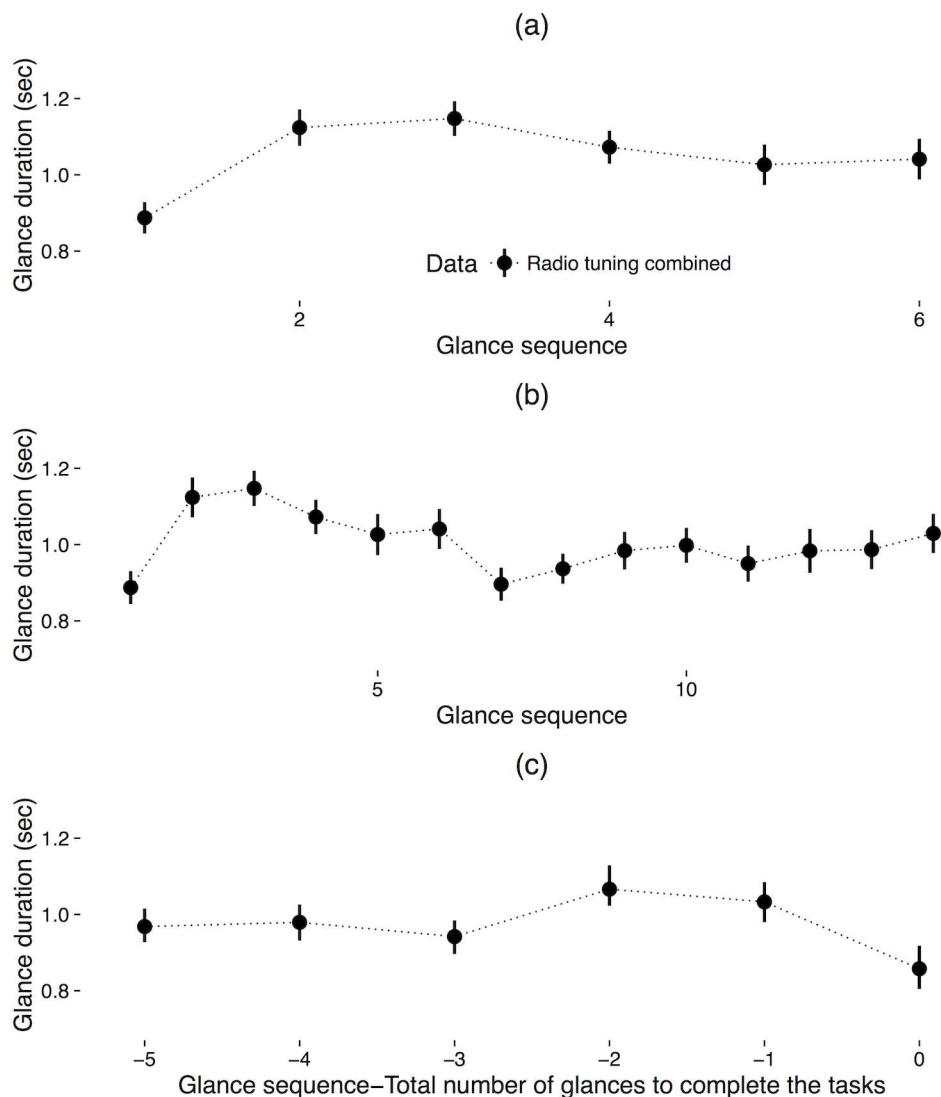 (a)
Glance duration (sec)
1.2
1.0
0.8
Data Radio tuning combined
2 4 6
Glance sequence
(b)
Glance duration (sec)
1.2
1.0
0.8
5 10
Glance sequence
(c)
Glance duration (sec)
1.2
1.0
0.8
−5 −4 −3 −2 −1 0
Glance sequence−Total number of glances to complete the tasks